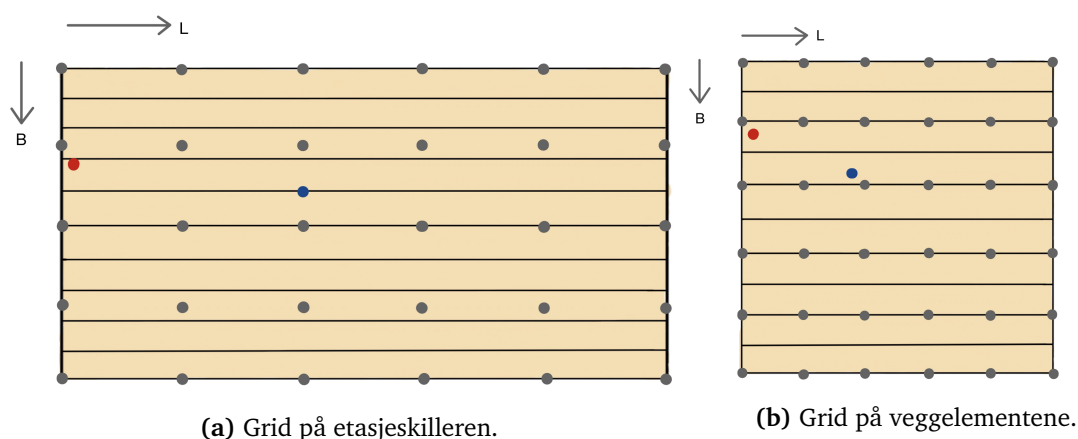 L
B
(a) Grid på etasjeskilleren.
L
B
(b) Grid på veggelementene.